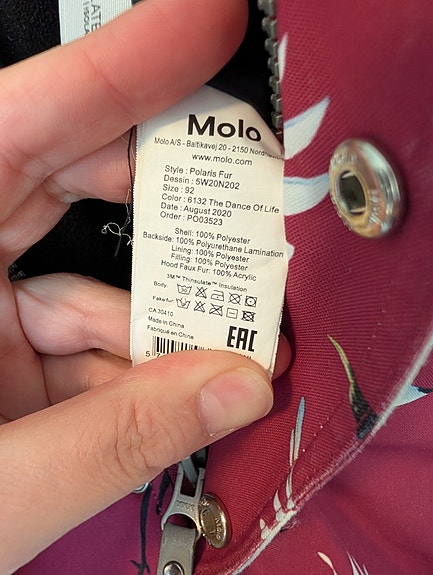 Molo
Molo A/S - Baltikavej 20 - 2150 Nordhavn
www.molo.com
Style : Polaris Fur
Dessin : 5W20N202
Size : 92
Color : 6132 The Dance Of Life
Date : August 2020
Order : PO03523
Shell: 100% Polyester
Backside: 100% Polyurethane Lamination
Lining: 100% Polyester
Filling: 100% Polyester
Hood Faux Fur: 100% Acrylic
3M™ Thinsulate™ Insulation
Body:
Fake fur:
CA 30410
Made in China
Fabriqué en China
EAC